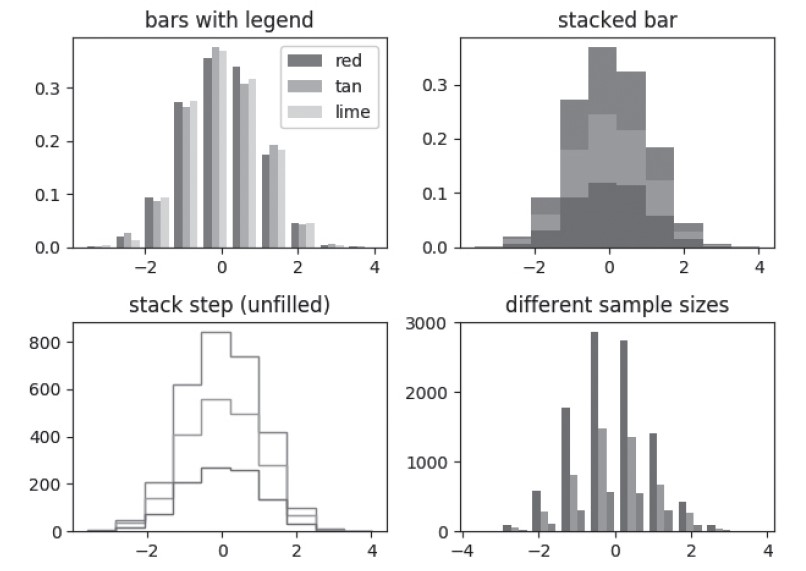 bars with legend
0.3
0.2
0.1
0.0
−2 0 2 4
red
tan
lime
stacked bar
0.3
0.2
0.1
0.0
−2 0 2 4
stack step (unfilled)
800
600
400
200
0
−2 0 2 4
different sample sizes
3000
2000
1000
0
−4 −2 0 2 4